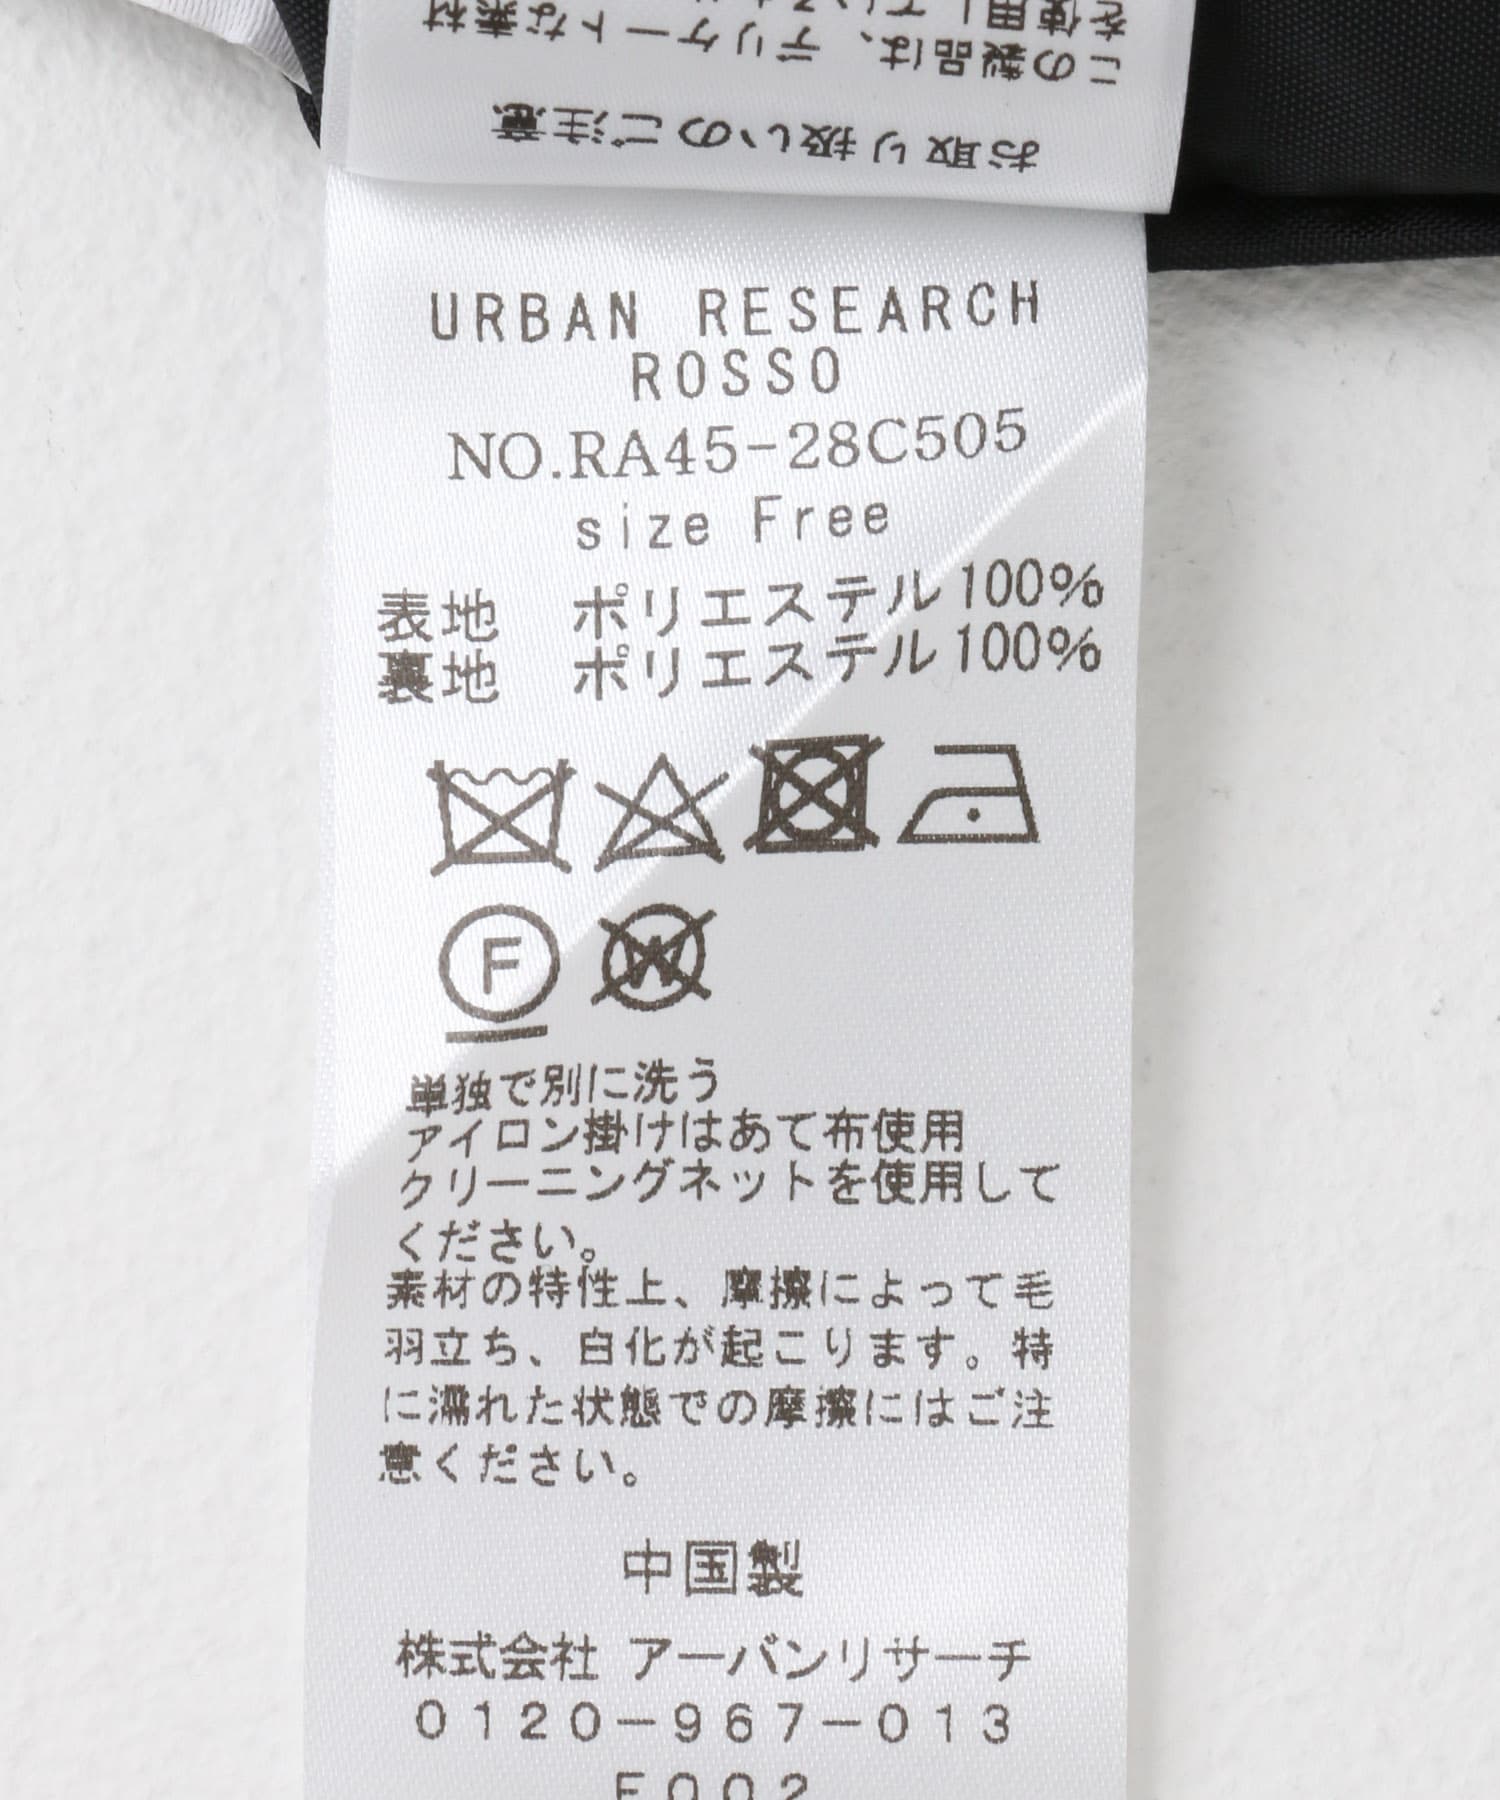 を使用している
この製品は、デリケートな素材
お取り扱いのご注意
URBAN RESEARCH
ROSSO
NO.RA45-28C505
size Free
表地 ポリエステル100%
裏地 ポリエステル100%
F
W
単独で別に洗う
アイロン掛けはあて布使用
クリーニングネットを使用して
ください。
素材の特性上、摩擦によって毛
羽立ち、白化が起こります。特
に濡れた状態での摩擦にはご注
意ください。
中国製
株式会社 アーバンリサーチ
0120-967-013